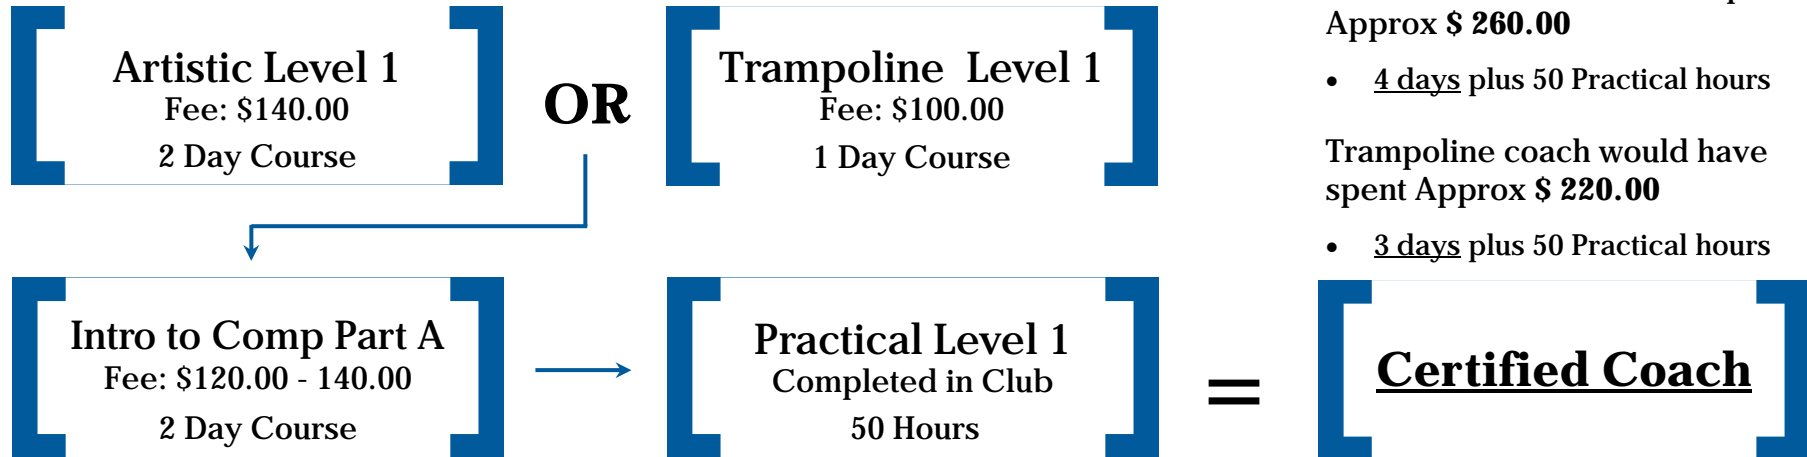 Artistic Level 1
Fee: $140.00
2 Day Course
OR
Trampoline Level 1
Fee: $100.00
1 Day Course
Approx $ 260.00
• 4 days plus 50 Practical hours
Trampoline coach would have
spent Approx $ 220.00
• 3 days plus 50 Practical hours
Intro to Comp Part A
Fee: $120.00 - 140.00
2 Day Course
Practical Level 1
Completed in Club
50 Hours
=
Certified Coach